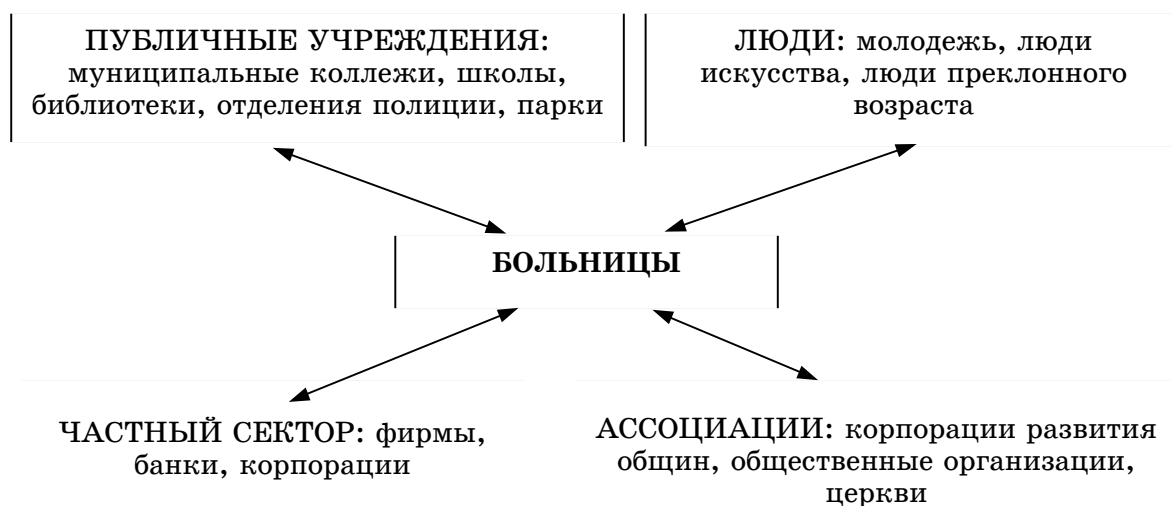 ПУБЛИЧНЫЕ УЧРЕЖДЕНИЯ:
муниципальные коллежи, школы,
библиотеки, отделения полиции, парки
ЛЮДИ: молодежь, люди
искусства, люди преклонного
возраста
БОЛЬНИЦЫ
ЧАСТНЫЙ СЕКТОР: фирмы,
банки, корпорации
АССОЦИАЦИИ: корпорации развития
общин, общественные организации,
церкви